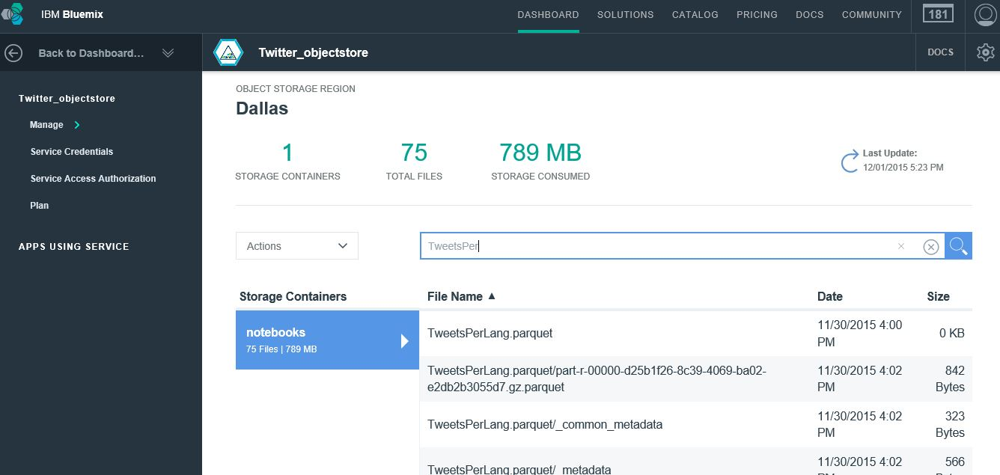 IBM Bluemix
DASHBOARD SOLUTIONS CATALOG PRICING DOCS COMMUNITY 181
Back to Dashboard...
Twitter_objectstore
DOCS
Twitter_objectstore
Manage
Service Credentials
Service Access Authorization
Plan
APPS USING SERVICE
OBJECT STORAGE REGION
Dallas
1 75 789 MB
STORAGE CONTAINERS TOTAL FILES STORAGE CONSUMED
Last Update:
12/01/2015 5:23 PM
Actions
TweetsPer
Storage Containers
notebooks
75 Files | 789 MB
File Name ▲ Date Size
TweetsPerLang.parquet 11/30/2015 4:00 PM 0 KB
TweetsPerLang.parquet/part-r-00000-d25b1f26-8c39-4069-ba02-
e2db2b3055d7.gz.parquet 11/30/2015 4:02 PM 842 Bytes
TweetsPerLang.parquet/_common_metadata 11/30/2015 4:02 PM 323 Bytes
TweetsPerLang.parquet/_metadata 11/30/2015 4:02 PM 566 Bytes